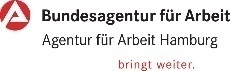 Bundesagentur für Arbeit
Agentur für Arbeit Hamburg
bringt weiter.